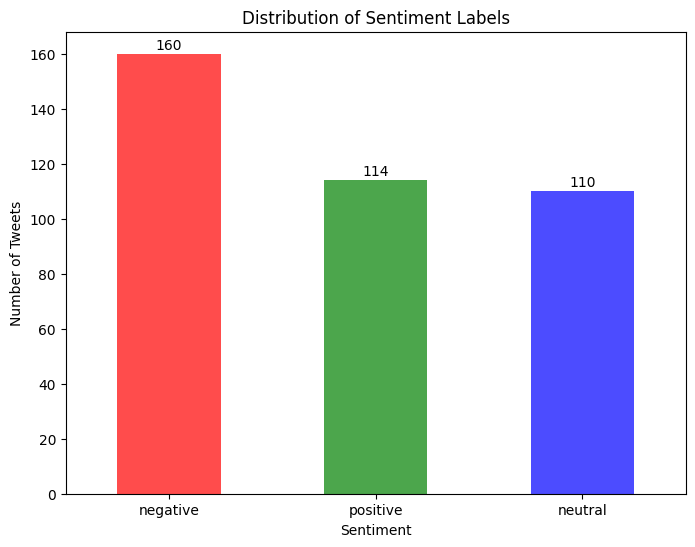 Distribution of Sentiment Labels
160
114
110
160
140
120
100
80
60
40
20
0
Number of Tweets
negative
positive
neutral
Sentiment